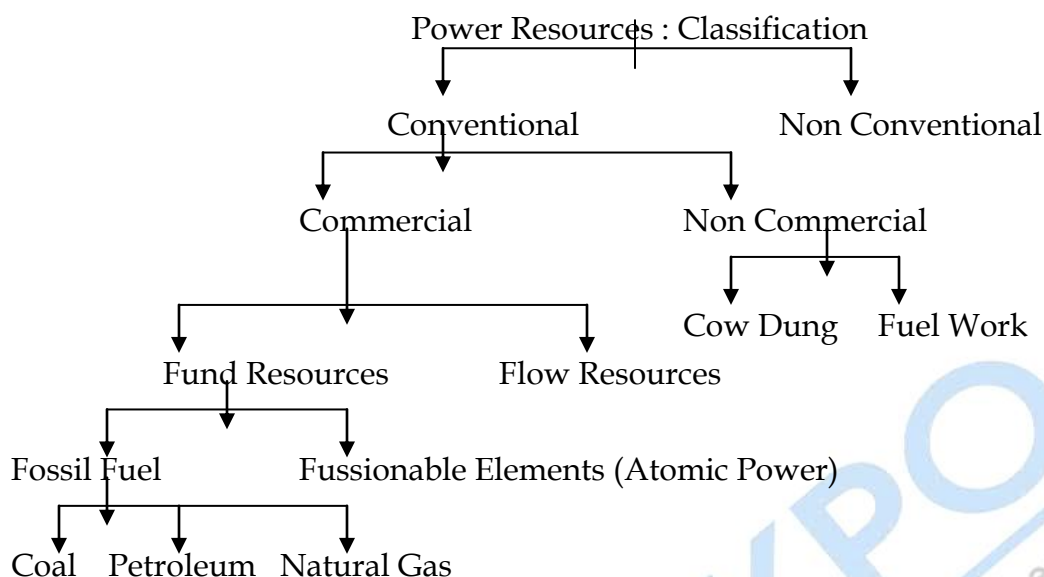 Power Resources : Classification
Conventional Non Conventional
Commercial Non Commercial
Cow Dung Fuel Work
Fund Resources Flow Resources
Fossil Fuel Fussionable Elements (Atomic Power)
Coal Petroleum Natural Gas